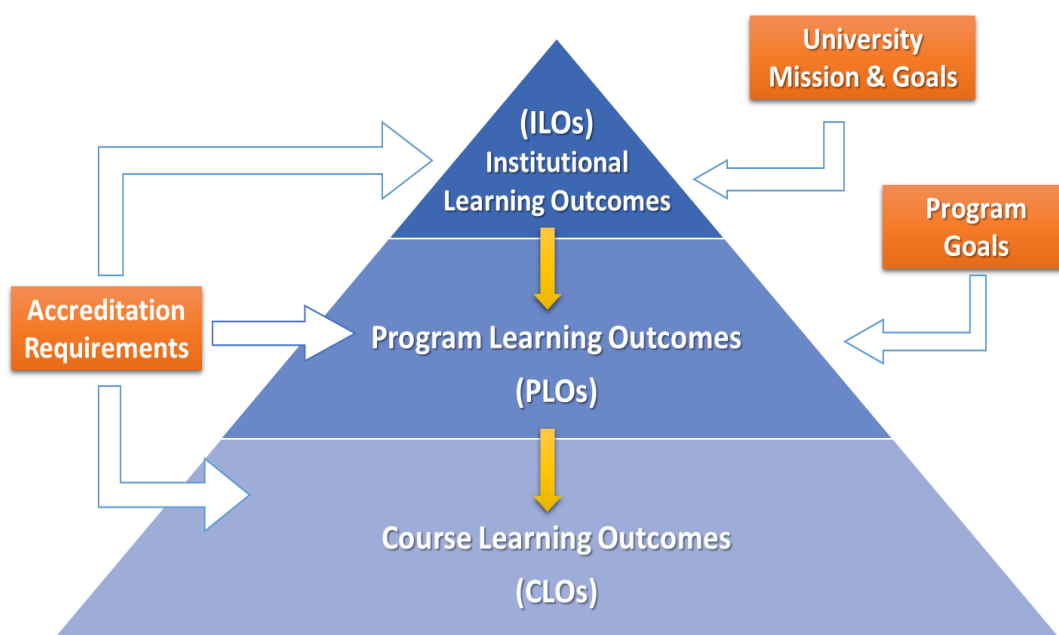 University
Mission & Goals
(ILOs)
Institutional
Learning Outcomes
Program
Goals
Accreditation
Requirements
Program Learning Outcomes
(PLOs)
Course Learning Outcomes
(CLOs)